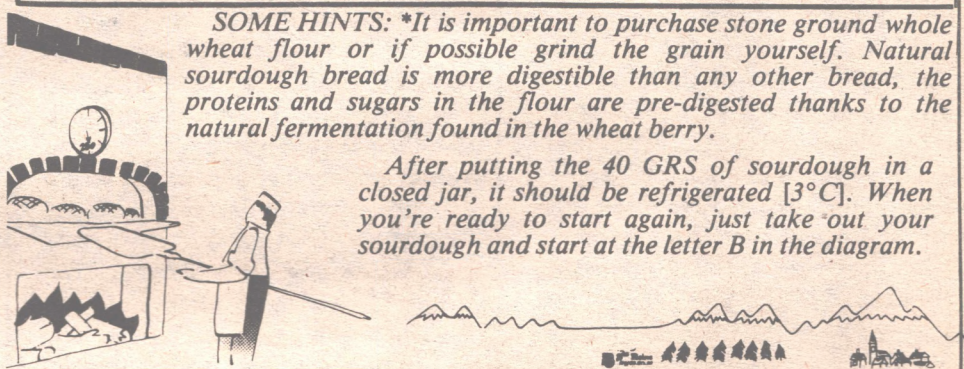 SOME HINTS: *It is important to purchase stone ground whole
wheat flour or if possible grind the grain yourself. Natural
sourdough bread is more digestible than any other bread, the
proteins and sugars in the flour are pre-digested thanks to the
natural fermentation found in the wheat berry.
After putting the 40 GRS of sourdough in a
closed jar, it should be refrigerated [3°C]. When
you're ready to start again, just take out your
sourdough and start at the letter B in the diagram.